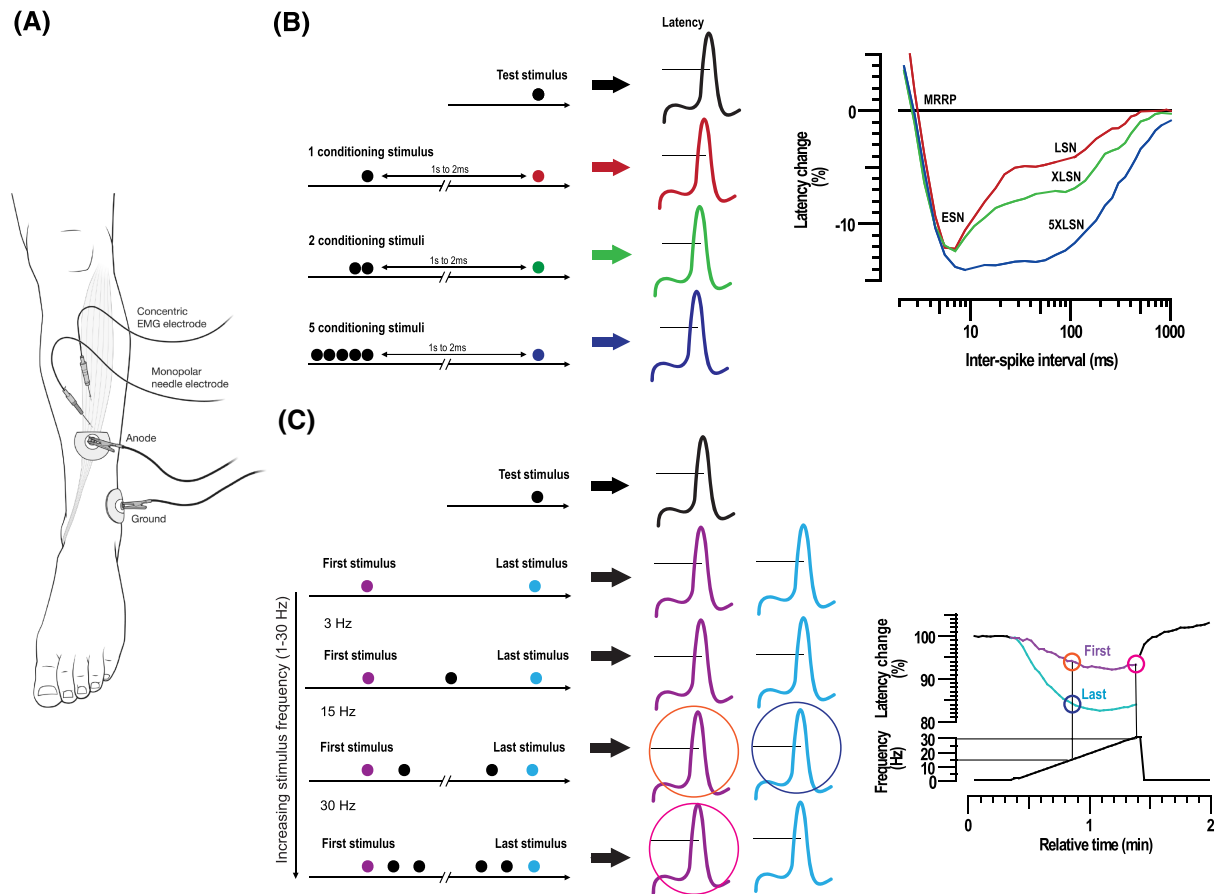 (A)
Concentric
EMG electrode
Monopolar
needle electrode
Anode
Ground
(B)
Latency
Test stimulus
1 conditioning stimulus
1s to 2ms
2 conditioning stimuli
1s to 2ms
5 conditioning stimuli
1s to 2ms
Latency change
(%)
0
-10
MRRP
LSN
XLSN
ESN
5XLSN
10
100
1000
Inter-spike interval (ms)
(C)
Test stimulus
Increasing stimulus frequency (1-30 Hz)
First stimulus
Last stimulus
3 Hz
First stimulus
Last stimulus
15 Hz
First stimulus
Last stimulus
30 Hz
First stimulus
Last stimulus
Latency change
(%)
100
90
80
First
Last
Frequency
(Hz)
30
20
10
0
0
1
2
Relative time (min)